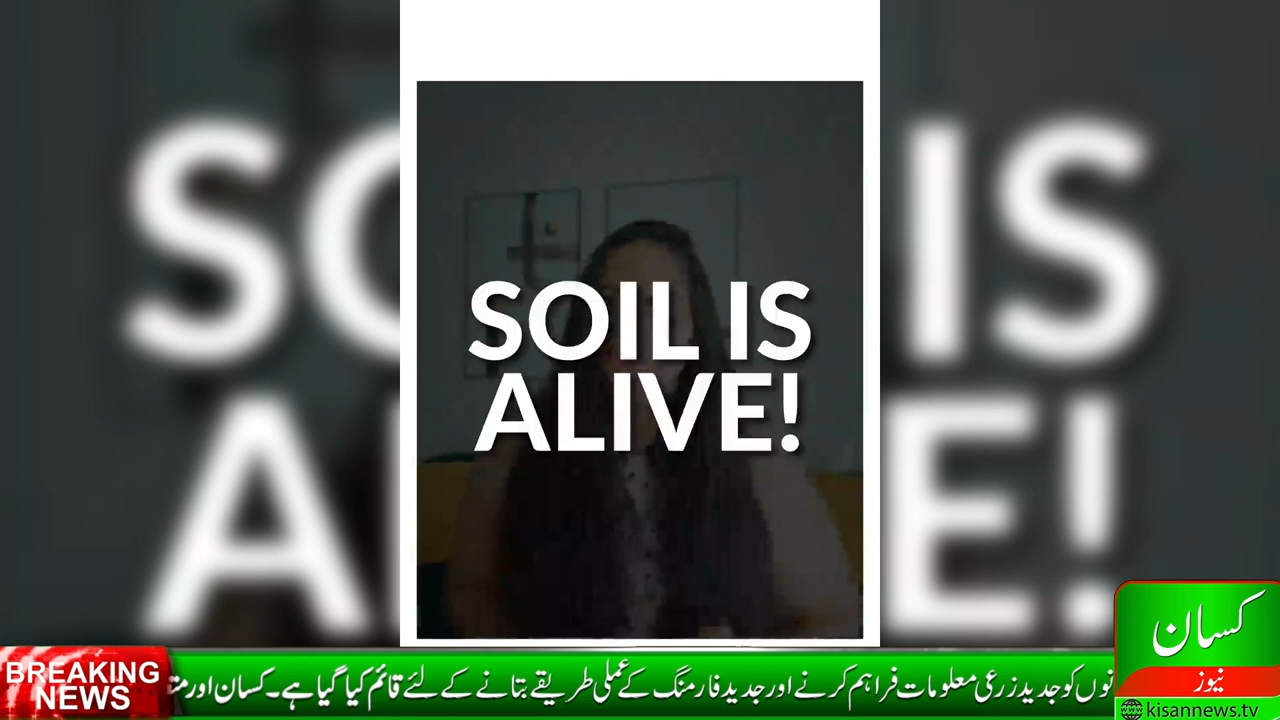 SOIL IS
ALIVE!
کسان
نیوز
kisannews.tv
BREAKING
NEWS
نوں کو جدید زرعی معلومات فراہم کرنے اور جدید فارمنگ کے عملی طریقے بتانے کے لئے قائم کیا گیا ہے۔ کسان اور